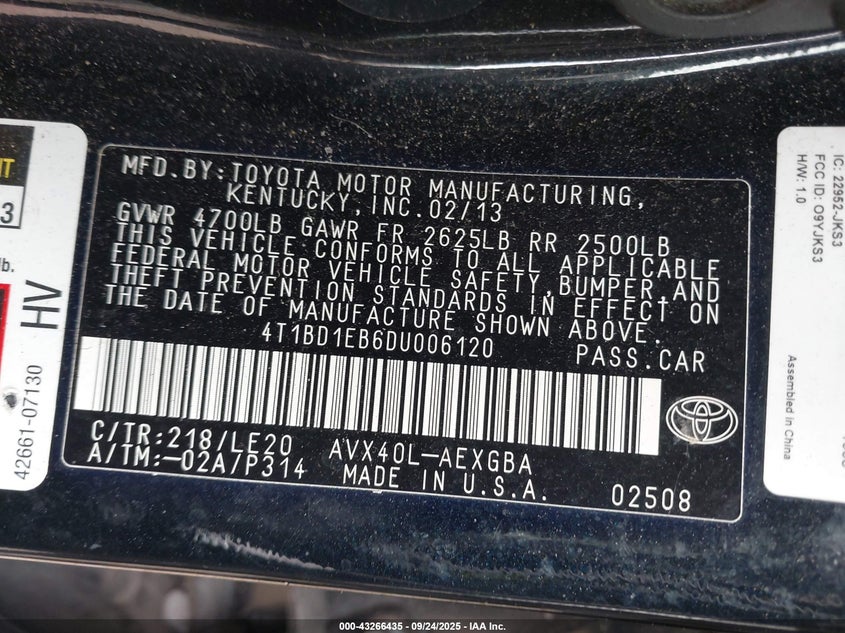 MFD.BY:TOYOTA MOTOR MANUFACTURING,
KENTUCKY,INC.02/13
GVWR 4700LB GAWR FR 2625LB RR 2500LB
THIS VEHICLE CONFORMS TO ALL APPLICABLE
FEDERAL MOTOR VEHICLE SAFETY,BUMPER,AND
THEFT PREVENTION STANDARDS IN EFFECT ON
THE DATE OF MANUFACTURE SHOWN ABOVE.
4T1BD1EB6DU006120 PASS.CAR
C/TR:218/LE20 AVX40L-AEXGBA
A/TM:-02A/P314 MADE IN U.S.A. 02508
3
lb.
HV
42661-07130
IC: 22952-JKS3
FCC ID: O9YJKS3
H/W: 1.0
Assembled in China
000-43266435 - 09/24/2025 - IAA Inc.